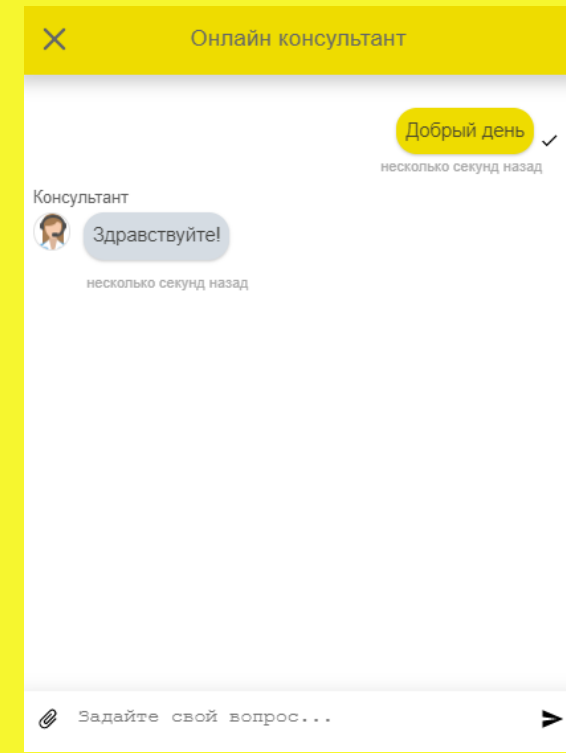 Онлайн консультант
Добрый день
несколько секунд назад
Консультант
Здравствуйте!
несколько секунд назад
Задайте свой вопрос...